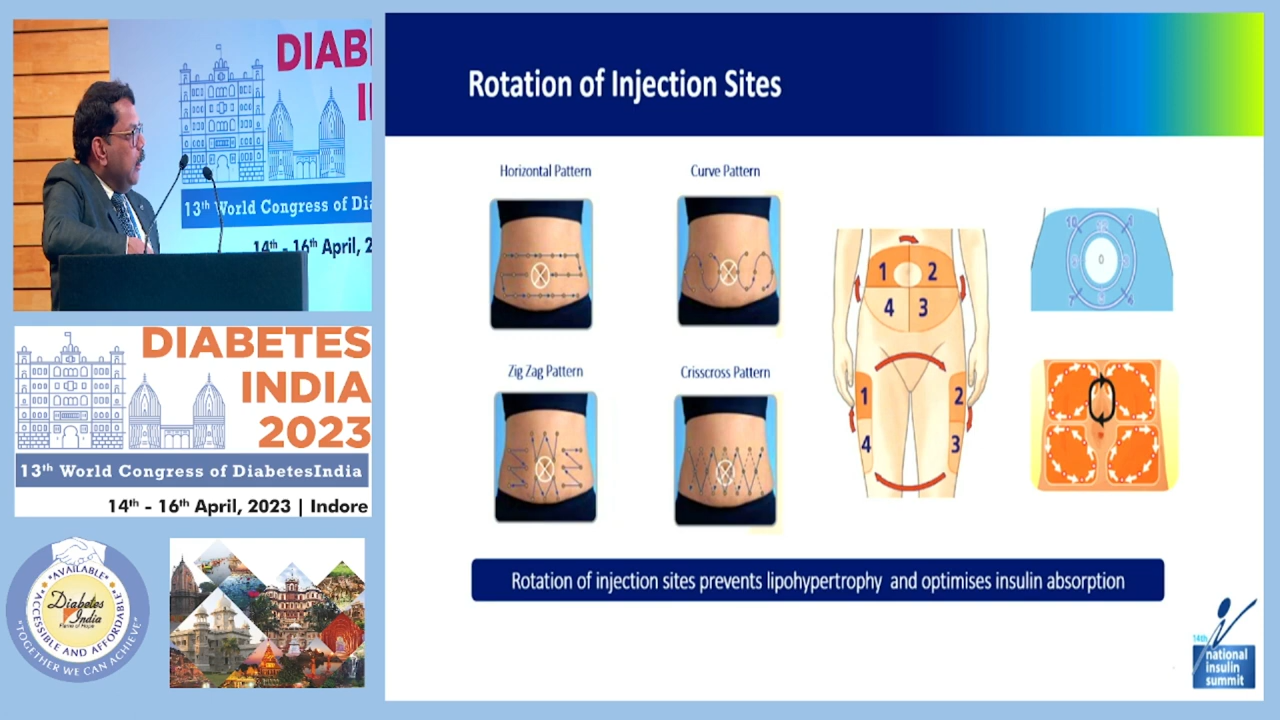 DIABE
I
13th World Congress of Dia
14th - 16th April, 2
DIABETES
INDIA
2023
13th World Congress of DiabetesIndia
14th - 16th April, 2023 | Indore
*AVAILABLE*
*ACCESSIBLE AND AFFORDABLE*
Diabetes
India
"TOGETHER WE CAN ACHIEVE"
Rotation of Injection Sites
Horizontal Pattern
Curve Pattern
Zig Zag Pattern
Crisscross Pattern
1 2
4 3
1 2
4 3
10
Rotation of injection sites prevents lipohypertrophy and optimises insulin absorption
14th
national
insulin
summit